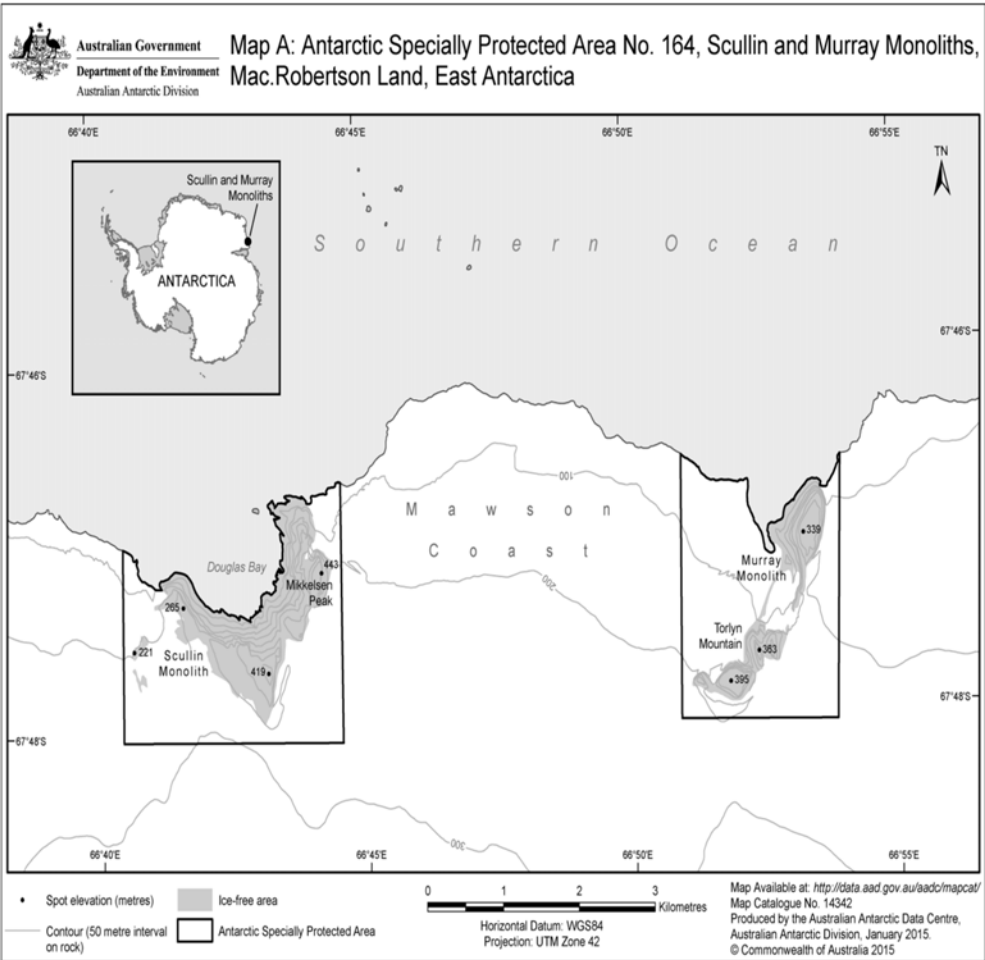 Australian Government
Department of the Environment
Australian Antarctic Division
Map A: Antarctic Specially Protected Area No. 164, Scullin and Murray Monoliths,
Mac.Robertson Land, East Antarctica
66°40'E
66°45'E
66°50'E
66°55'E
TN
Scullin and Murray
Monoliths
ANTARCTICA
Southern Ocean
67°46'S
67°46'S
100
Mawson
Coast
200
Douglas Bay
443
Mikkelsen
Peak
265
221
Scullin
Monolith
419
339
Murray
Monolith
Torlyn
Mountain
363
395
67°48'S
67°48'S
300
66°40'E
66°45'E
66°50'E
66°55'E
Spot elevation (metres)
Ice-free area
Contour (50 metre interval
on rock)
Antarctic Specially Protected Area
0 1 2 3
Kilometres
Horizontal Datum: WGS84
Projection: UTM Zone 42
Map Available at: http://data.aad.gov.au/aadc/mapcat/
Map Catalogue No. 14342
Produced by the Australian Antarctic Data Centre,
Australian Antarctic Division, January 2015.
© Commonwealth of Australia 2015